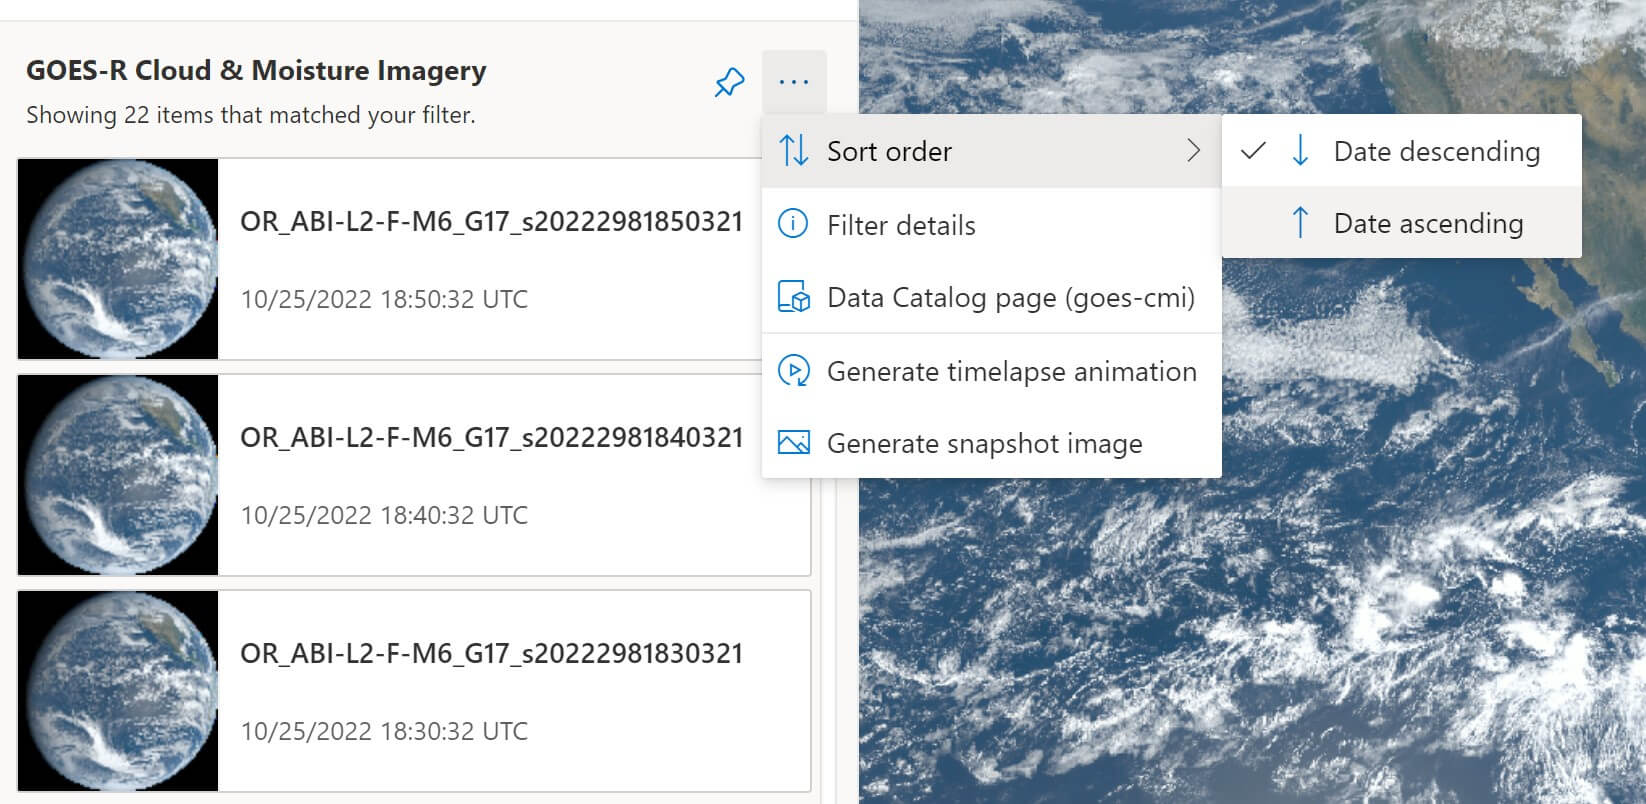 GOES-R Cloud & Moisture Imagery
Showing 22 items that matched your filter.
OR_ABI-L2-F-M6_G17_s20222981850321
10/25/2022 18:50:32 UTC
OR_ABI-L2-F-M6_G17_s20222981840321
10/25/2022 18:40:32 UTC
OR_ABI-L2-F-M6_G17_s20222981830321
10/25/2022 18:30:32 UTC
Sort order
Filter details
Data Catalog page (goes-cmi)
Generate timelapse animation
Generate snapshot image
Date descending
Date ascending